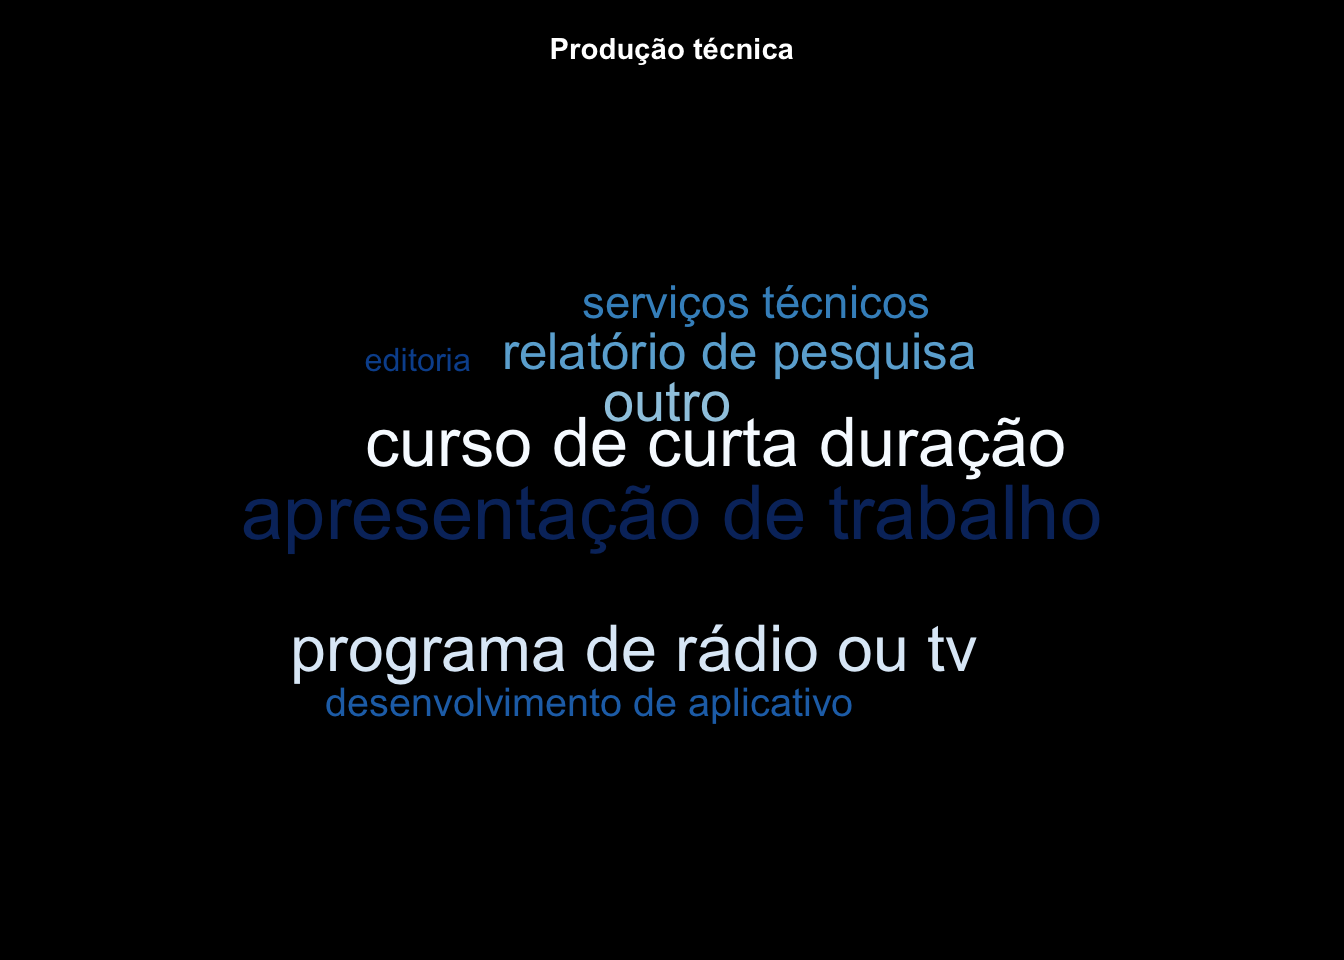 Produção técnica
serviços técnicos
editoria
relatório de pesquisa
outro
curso de curta duração
apresentação de trabalho
programa de rádio ou tv
desenvolvimento de aplicativo